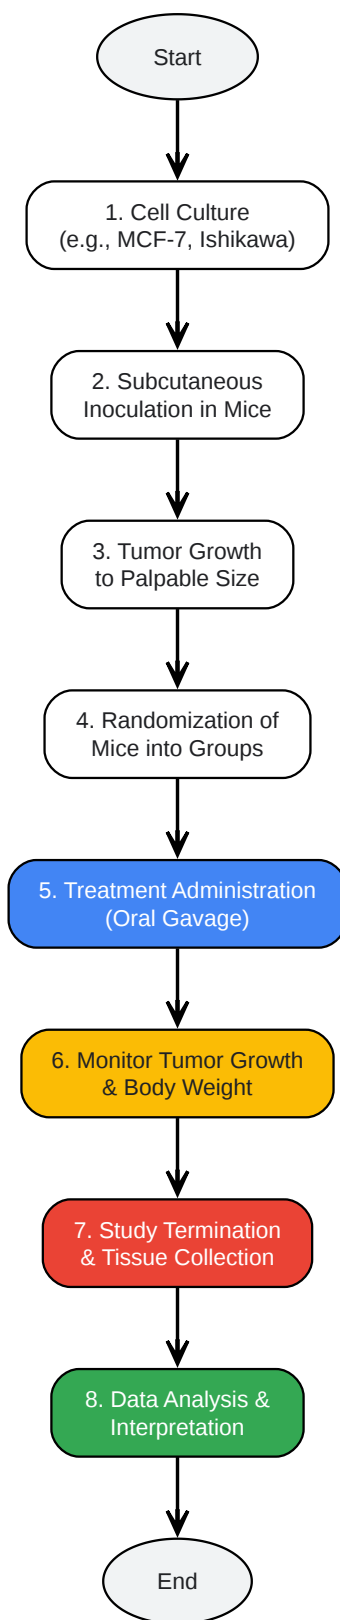 Start
1. Cell Culture
(e.g., MCF-7, Ishikawa)
2. Subcutaneous
Inoculation in Mice
3. Tumor Growth
to Palpable Size
4. Randomization of
Mice into Groups
5. Treatment Administration
(Oral Gavage)
6. Monitor Tumor Growth
& Body Weight
7. Study Termination
& Tissue Collection
8. Data Analysis &
Interpretation
End